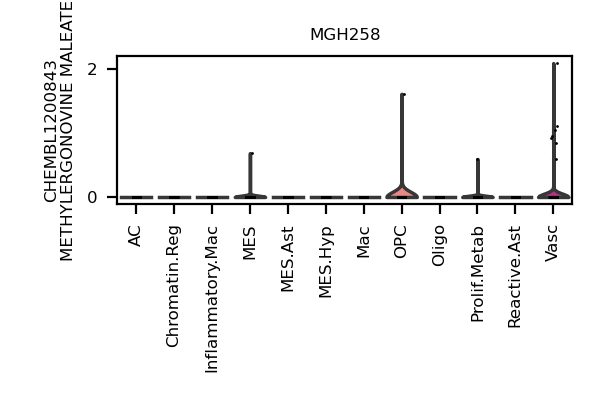 MGH258
CHEMBL1200843
METHYLERGONOVINE MALEATE
2
0
AC
Chromatin.Reg
Inflammatory.Mac
MES
MES.Ast
MES.Hyp
Mac
OPC
Oligo
Prolif.Metab
Reactive.Ast
Vasc